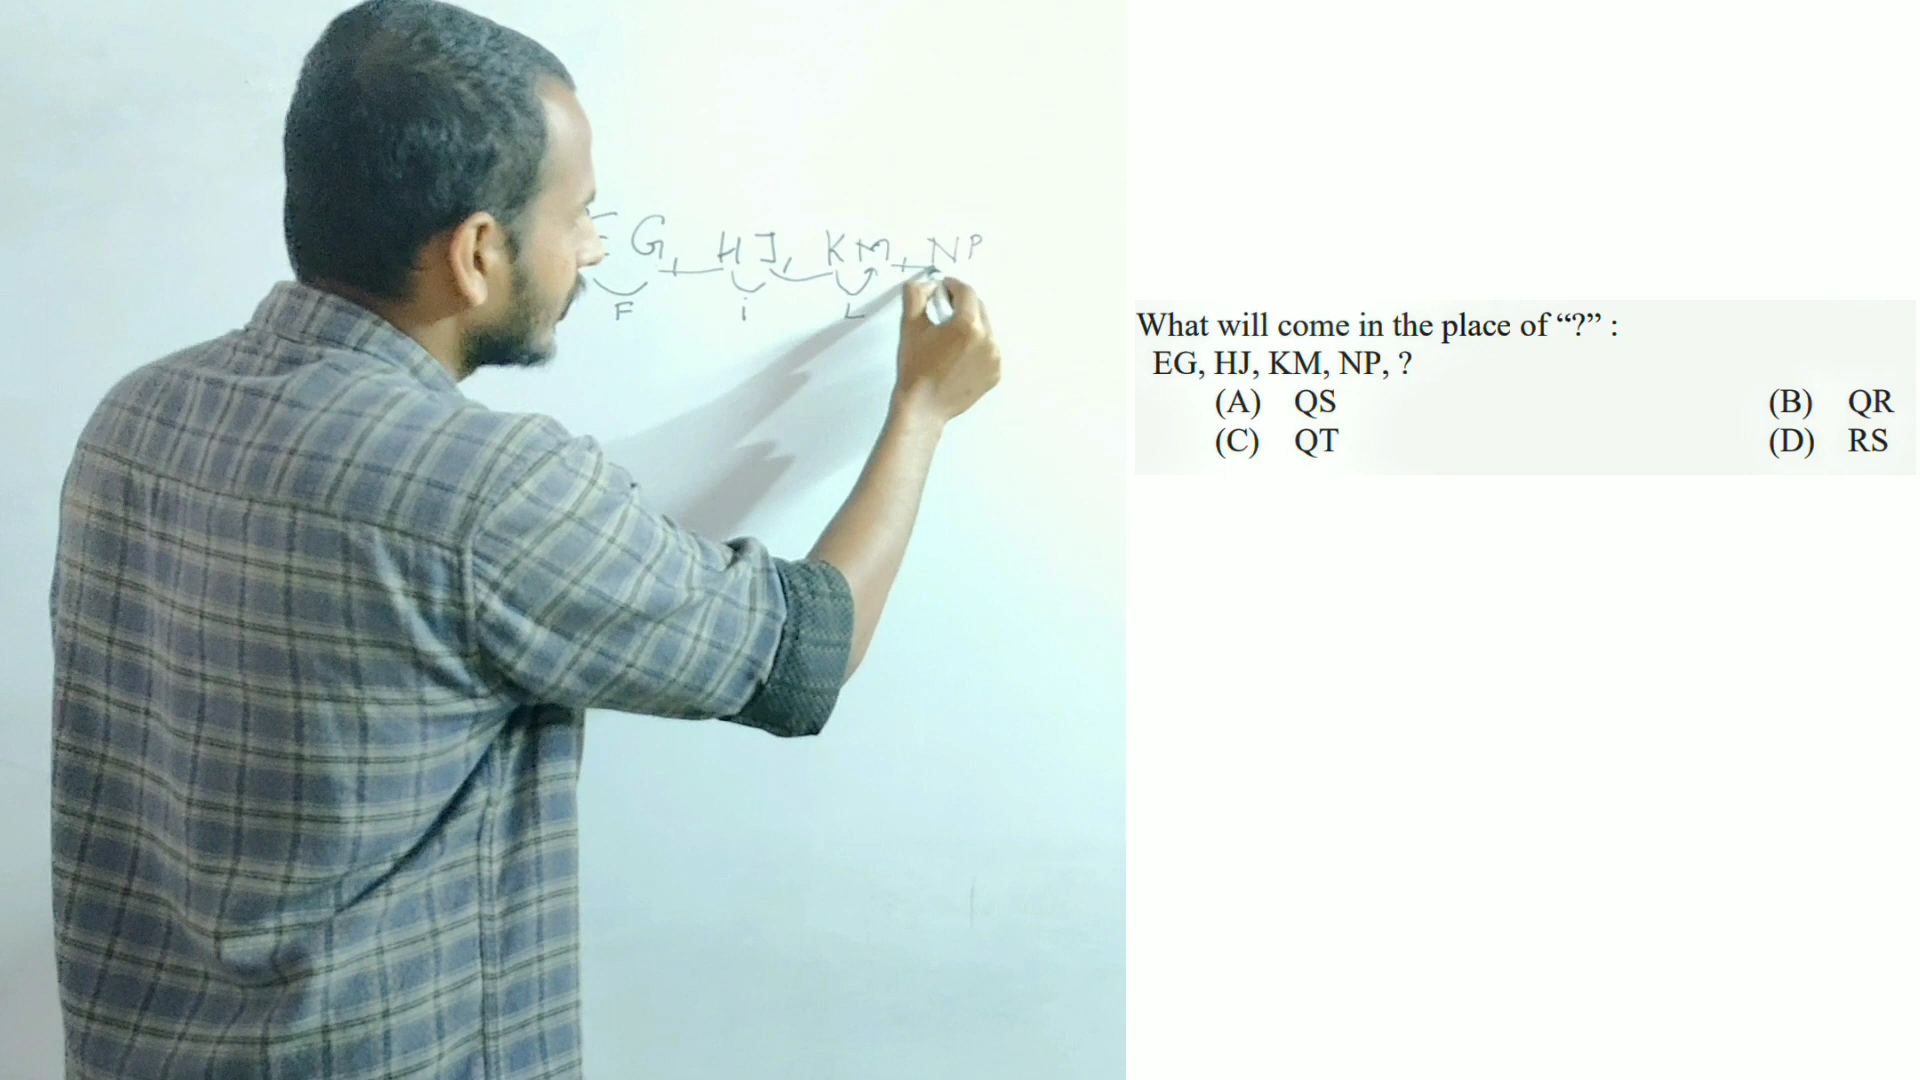 EG, HJ, KM, NP
F i L
What will come in the place of “?” :
EG, HJ, KM, NP, ?
(A) QS (B) QR
(C) QT (D) RS